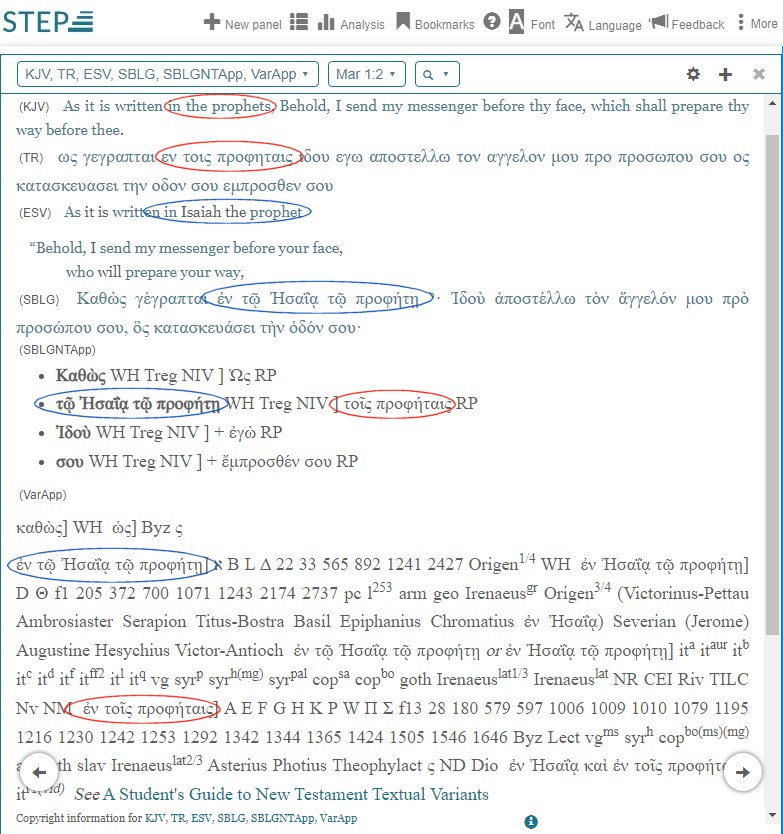 STEP
New panel Analysis Bookmarks Font Language Feedback More
KJV, TR, ESV, SBLG, SBLGNTApp, VarApp Mar 1:2
(KJV) As it is written in the prophets, Behold, I send my messenger before thy face, which shall prepare thy
way before thee.
(TR) ως γεγραπται εν τοις προφηταις ιδου εγω αποστελλω τον αγγελον μου προ προσωπου σου ος
κατασκευασει την οδον σου εμπροσθεν σου
(ESV) As it is written in Isaiah the prophet,
“Behold, I send my messenger before your face,
who will prepare your way,
(SBLG) Καθὼς γέγραπται ἐν τῷ Ἠσαΐᾳ τῷ προφήτῃ · Ἰδοὺ ἀποστέλλω τὸν ἄγγελόν μου πρὸ
προσώπου σου, ὃς κατασκευάσει τὴν ὁδόν σου·
(SBLGNTApp)
• Καθὼς WH Treg NIV ] Ὡς RP
• τῷ Ἠσαΐᾳ τῷ προφήτῃ WH Treg NIV ] τοῖς προφήταις RP
• Ἰδοὺ WH Treg NIV ] + ἐγὼ RP
• σου WH Treg NIV ] + ἔμπροσθέν σου RP
(VarApp)
καθὼς] WH ὡς] Byz ς
ἐν τῷ Ἠσαΐᾳ τῷ προφήτῃ] א B L Δ 22 33 565 892 1241 2427 Origen1/4 WH ἐν Ἠσαΐᾳ τῷ προφήτῃ]
D Θ f1 205 372 700 1071 1243 2174 2737 pc l253 arm geo Irenaeusgr Origen3/4 (Victorinus-Pettau
Ambrosiaster Serapion Titus-Bostra Basil Epiphanius Chromatius ἐν Ἠσαΐᾳ) Severian (Jerome)
Augustine Hesychius Victor-Antioch ἐν τῷ Ἠσαΐᾳ τῷ προφήτῃ or ἐν Ἠσαΐᾳ τῷ προφήτῃ] ita itaur itb
itc itd itf itff2 itl itq vg syrp syrh(mg) syrpal copsa copbo goth Irenaeuslat1/3 Irenaeuslat NR CEI Riv TILC
Nv NM ἐν τοῖς προφήταις] A E F G H K P W Π Σ f13 28 180 579 597 1006 1009 1010 1079 1195
1216 1230 1242 1253 1292 1342 1344 1365 1424 1505 1546 1646 Byz Lect vgms syrh copbo(ms)(mg)
slav Irenaeuslat2/3 Asterius Photius Theophylact ς ND Dio ἐν Ἠσαΐᾳ καὶ ἐν τοῖς
See A Student's Guide to New Testament Textual Variants
Copyright information for KJV, TR, ESV, SBLG, SBLGNTApp, VarApp